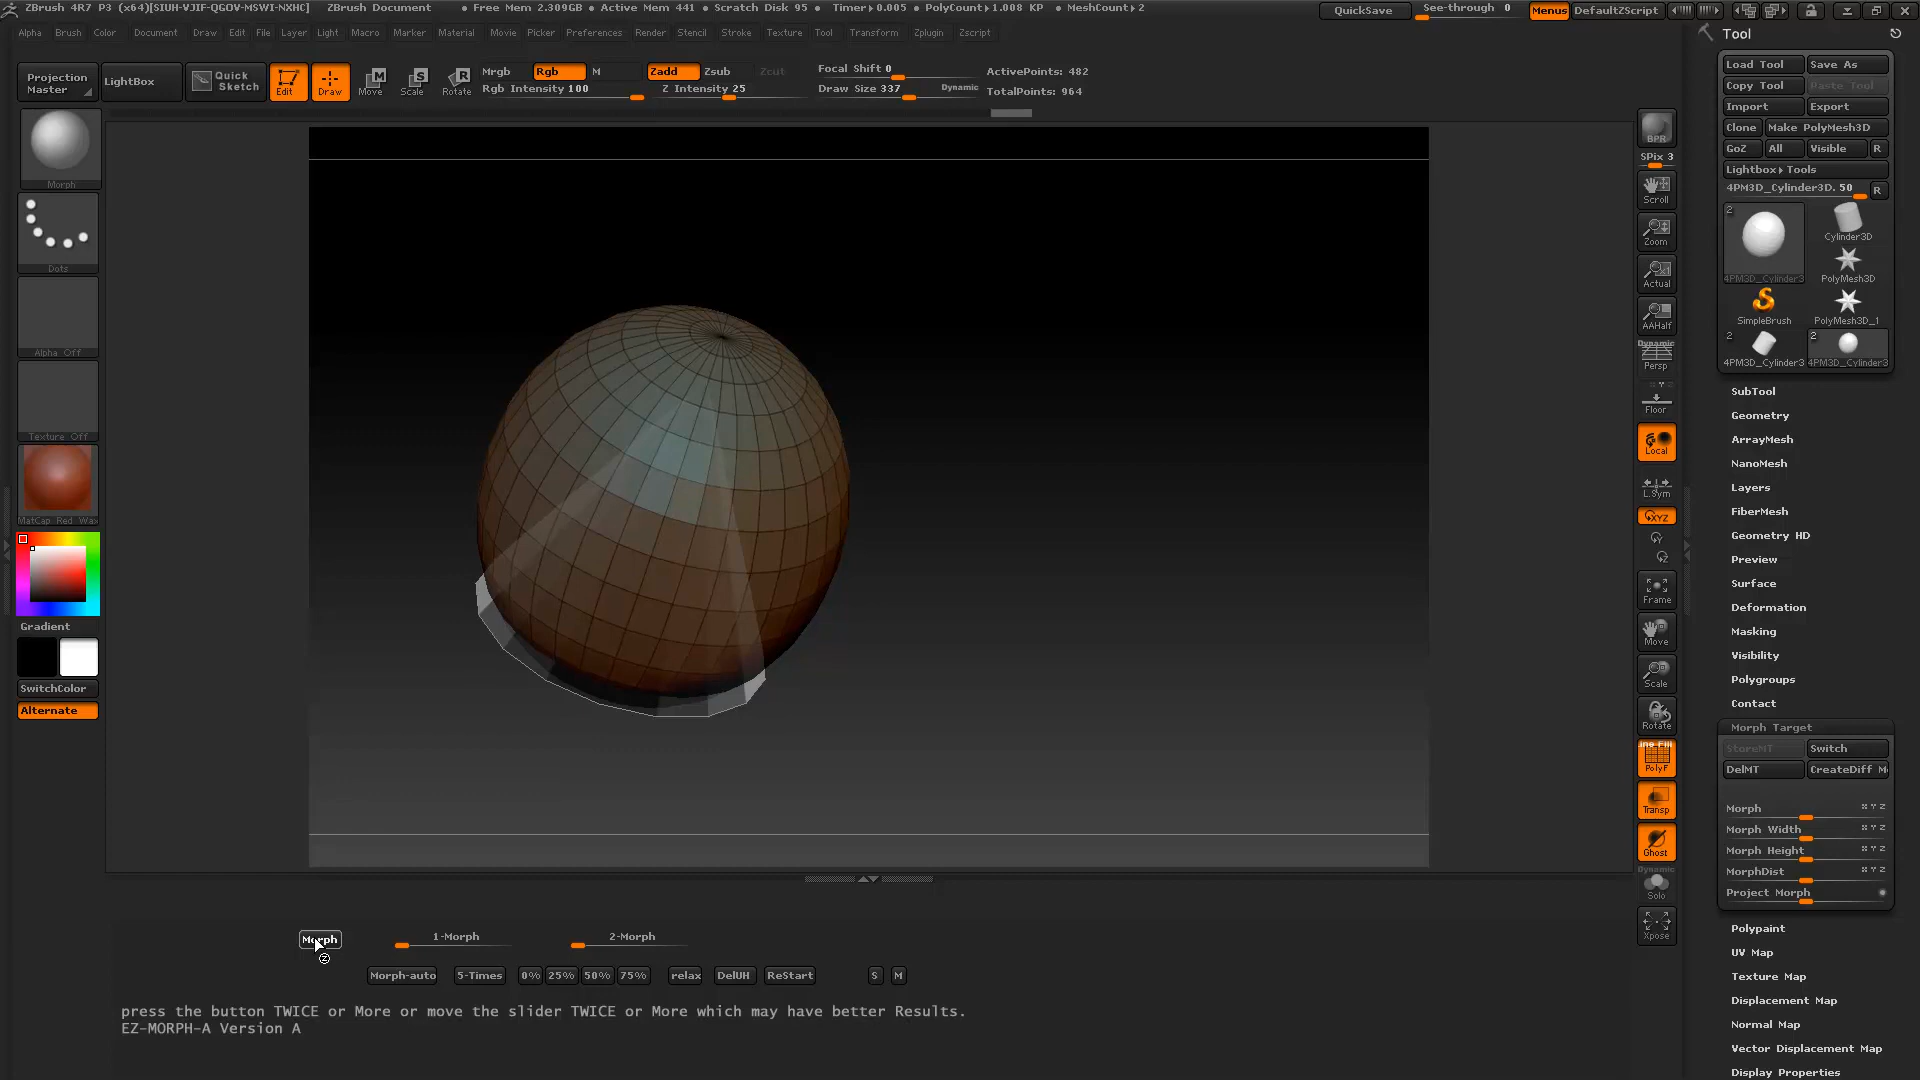 ZBrush 4R7 P3 (x64)[SIUH-VJIF-QGOV-MSWI-NXHC] ZBrush Document • Free Mem 2.309GB • Active Mem 441 • Scratch Disk 95 • Timer▸0.005 • PolyCount▸1.008 KP • MeshCount▸2 QuickSave See-through 0 Menus DefaultZScript
Alpha Brush Color Document Draw Edit File Layer Light Macro Marker Material Movie Picker Preferences Render Stencil Stroke Texture Tool Transform Zplugin Zscript
Projection Master
LightBox
Quick Sketch
Edit
Draw
Move
Scale
Rotate
Mrgb Rgb M
Rgb Intensity 100
Zadd Zsub Zcut
Z Intensity 25
Focal Shift 0
Draw Size 337 Dynamic
ActivePoints: 482
TotalPoints: 964
Morph
Dots
Alpha Off
Texture Off
MatCap Red Wax
Gradient
SwitchColor
Alternate
BPR
SPix 3
Scroll
Zoom
Actual
AAHalf
Dynamic
Persp
Floor
Local
L.Sym
XYZ
Y
Z
Frame
Move
Scale
Rotate
PolyF
Transp
Ghost
Dynamic
Solo
Xpose
Tool
Load Tool Save As
Copy Tool Paste Tool
Import Export
Clone Make PolyMesh3D
GoZ All Visible R
Lightbox▸Tools
4PM3D_Cylinder3D. 50 R
2
4PM3D_Cylinder3
Cylinder3D
PolyMesh3D
SimpleBrush PolyMesh3D_1
2 2
4PM3D_Cylinder3 4PM3D_Cylinder3
SubTool
Geometry
ArrayMesh
NanoMesh
Layers
FiberMesh
Geometry HD
Preview
Surface
Deformation
Masking
Visibility
Polygroups
Contact
Morph Target
StoreMT Switch
DelMT CreateDiff M
Morph X Y Z
Morph Width X Y Z
Morph Height X Y Z
MorphDist X Y Z
Project Morph
Polypaint
UV Map
Texture Map
Displacement Map
Normal Map
Vector Displacement Map
Display Properties
Morph 1-Morph 2-Morph
Morph-auto 5-Times 0% 25% 50% 75% relax DelUH ReStart S M
press the button TWICE or More or move the slider TWICE or More which may have better Results.
EZ-MORPH-A Version A